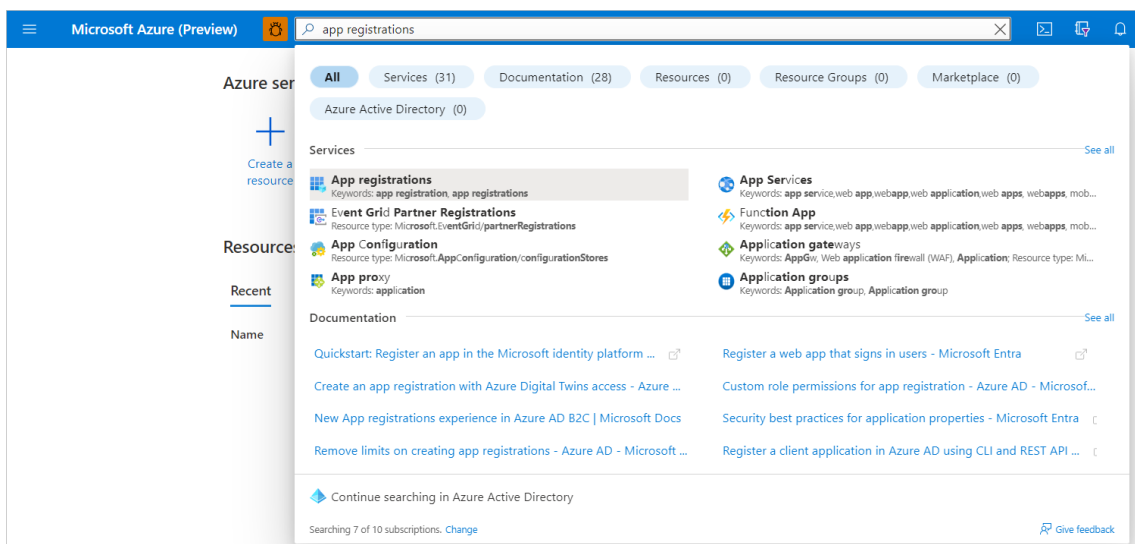 Microsoft Azure (Preview)
app registrations
Azure ser
Create a
resource
Resources
Recent
Name
All
Services (31)
Documentation (28)
Resources (0)
Resource Groups (0)
Marketplace (0)
Azure Active Directory (0)
Services
See all
App registrations
Keywords: app registration, app registrations
App Services
Keywords: app service,web app,webapp,web application,web apps, webapps, mob...
Event Grid Partner Registrations
Resource type: Microsoft.EventGrid/partnerRegistrations
Function App
Keywords: app service,web app,webapp,web application,web apps, webapps, mob...
App Configuration
Resource type: Microsoft.AppConfiguration/configurationStores
Application gateways
Keywords: AppGw, Web application firewall (WAF), Application; Resource type: Mi...
App proxy
Keywords: application
Application groups
Keywords: Application group, Application group
Documentation
See all
Quickstart: Register an app in the Microsoft identity platform ...
Register a web app that signs in users - Microsoft Entra
Create an app registration with Azure Digital Twins access - Azure ...
Custom role permissions for app registration - Azure AD - Microsof...
New App registrations experience in Azure AD B2C | Microsoft Docs
Security best practices for application properties - Microsoft Entra
Remove limits on creating app registrations - Azure AD - Microsoft ...
Register a client application in Azure AD using CLI and REST API ...
Continue searching in Azure Active Directory
Searching 7 of 10 subscriptions. Change
Give feedback